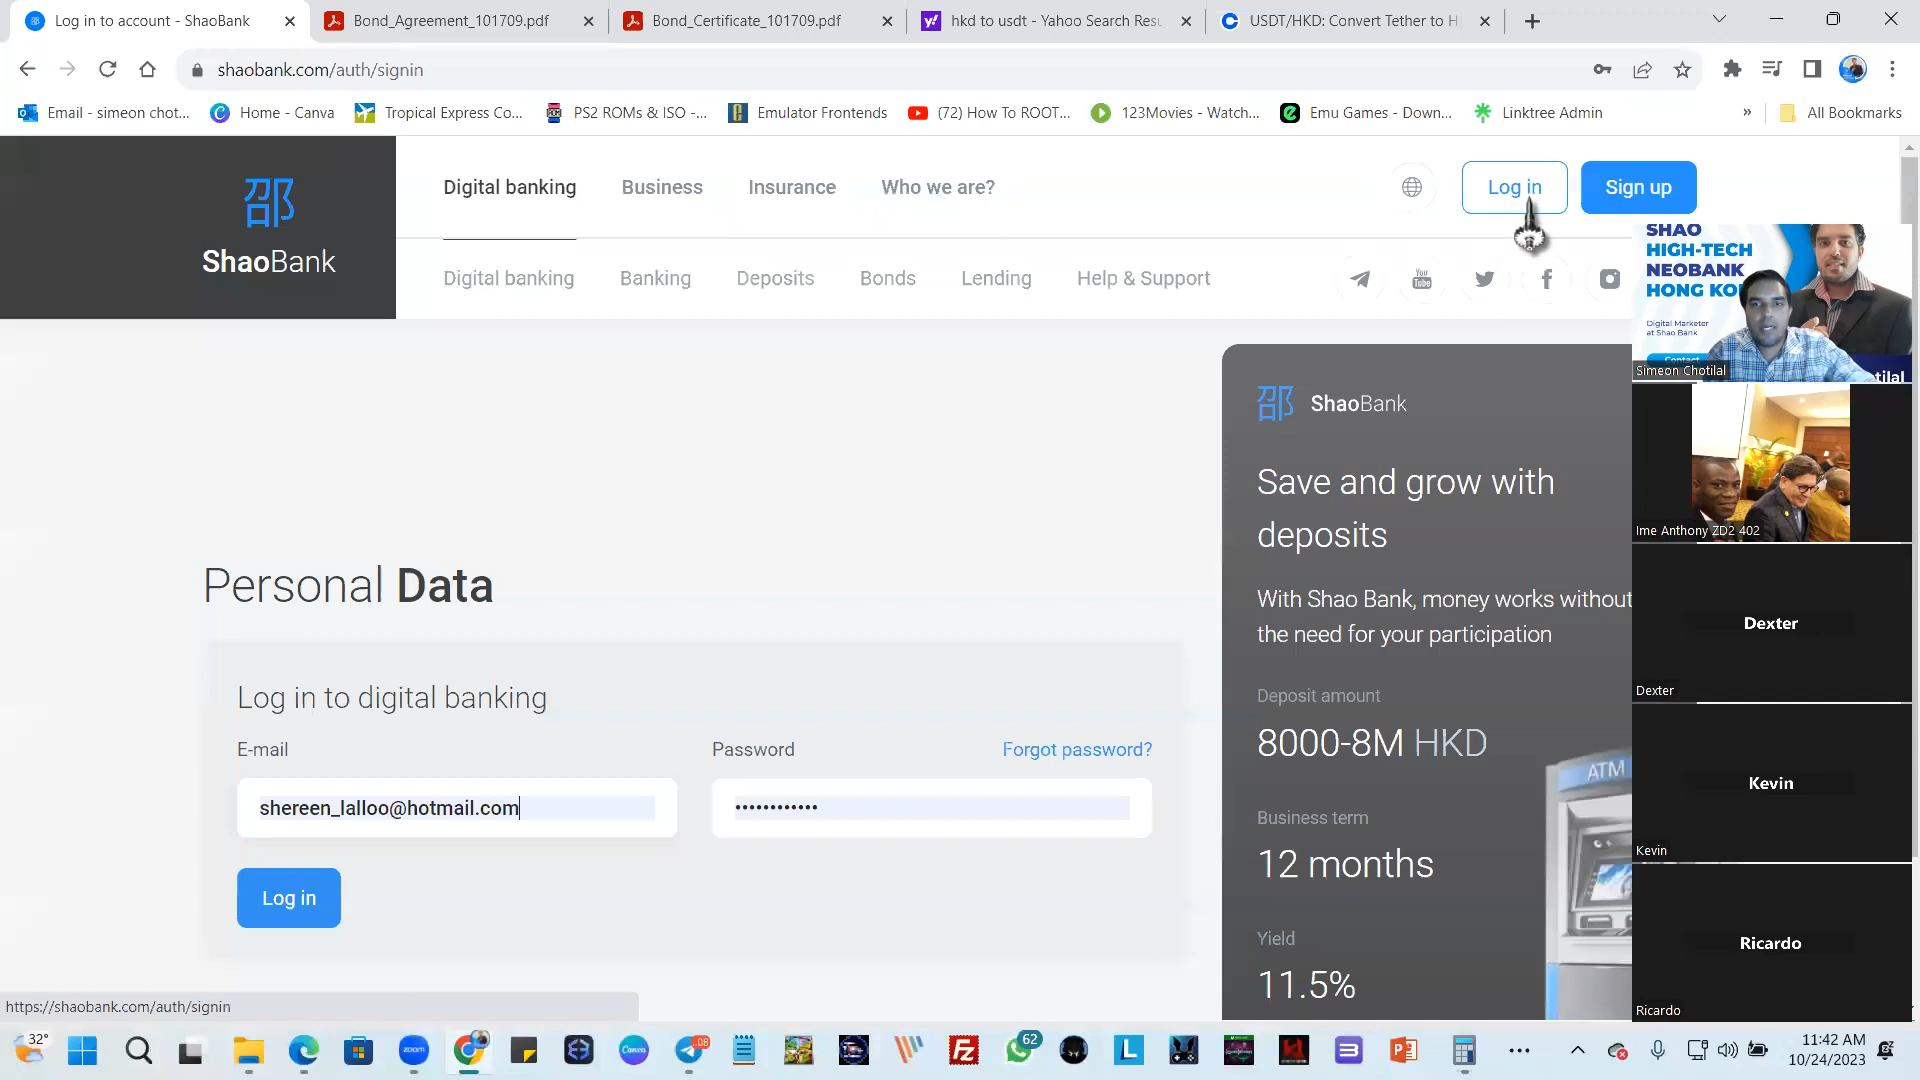 Log in to account - ShaoBank
Bond_Agreement_101709.pdf
Bond_Certificate_101709.pdf
hkd to usdt - Yahoo Search Resu
USDT/HKD: Convert Tether to H
shaobank.com/auth/signin
Email - simeon chot...
Home - Canva
Tropical Express Co...
PS2 ROMs & ISO -...
Emulator Frontends
(72) How To ROOT...
123Movies - Watch...
Emu Games - Down...
Linktree Admin
»
All Bookmarks
邵
ShaoBank
Digital banking
Business
Insurance
Who we are?
Log in
Sign up
Digital banking
Banking
Deposits
Bonds
Lending
Help & Support
SHAO
HIGH-TECH
NEOBANK
HONG KO
Digital Marketer
at Shao Bank
Contact
tilal
Simeon Chotilal
Ime Anthony ZD2 402
Dexter
Dexter
Kevin
Kevin
Ricardo
Ricardo
Personal Data
Log in to digital banking
E-mail
Password
Forgot password?
shereen_lalloo@hotmail.com
••••••••••••
Log in
邵 ShaoBank
Save and grow with
deposits
With Shao Bank, money works without
the need for your participation
Deposit amount
8000-8M HKD
Business term
12 months
Yield
11.5%
ATM
https://shaobank.com/auth/signin
32°
zoom
Canva
.08
62
11:42 AM
10/24/2023